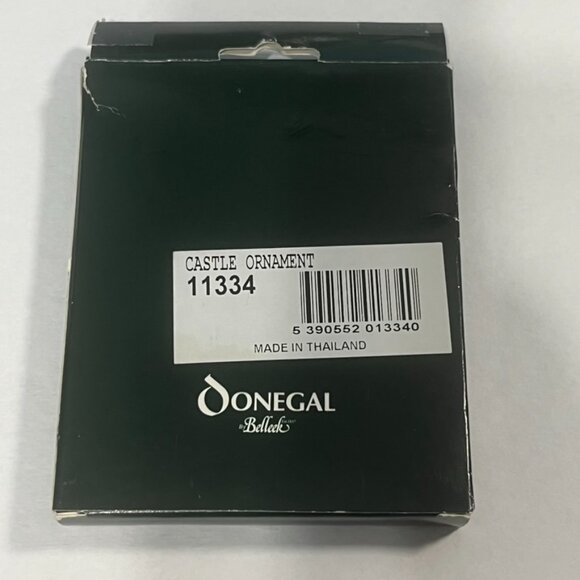 CASTLE ORNAMENT
11334
5 390552 013340
MADE IN THAILAND
DONEGAL
By Belleek